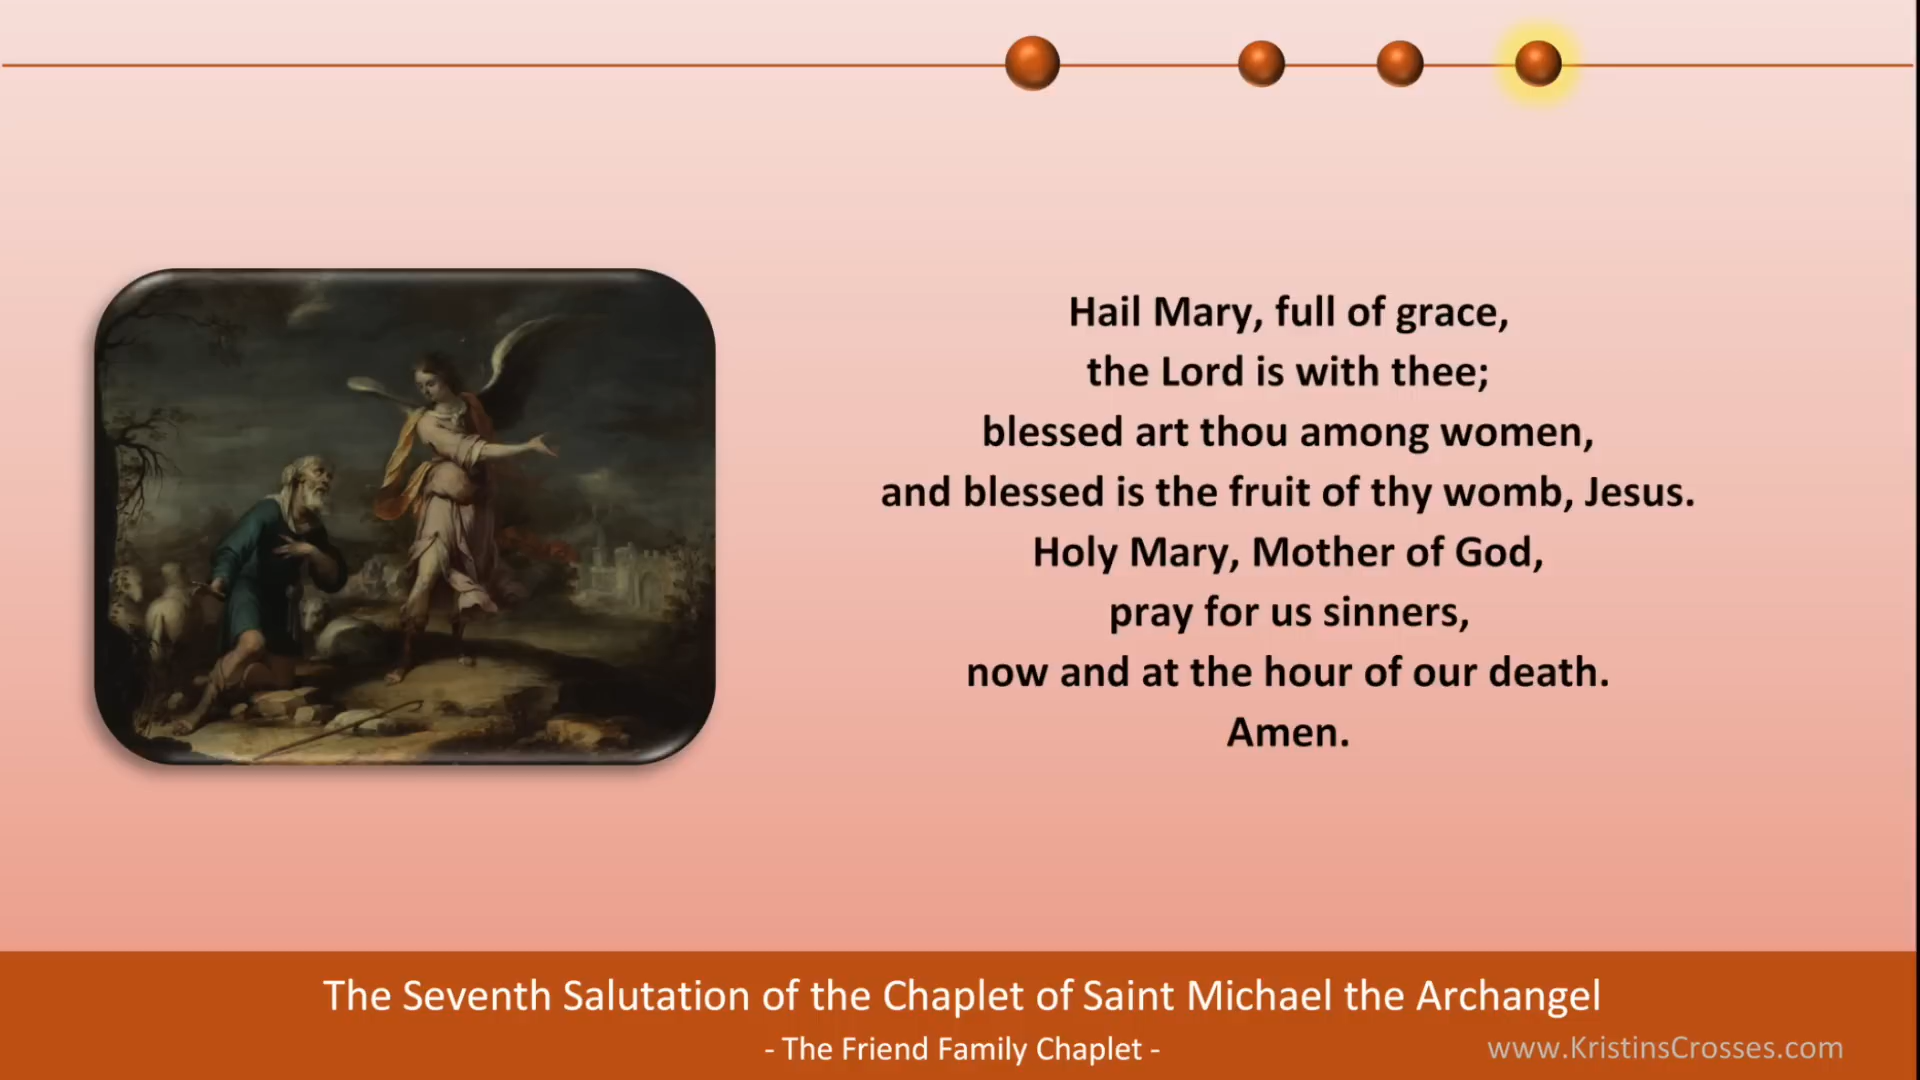 Hail Mary, full of grace,
the Lord is with thee;
blessed art thou among women,
and blessed is the fruit of thy womb, Jesus.
Holy Mary, Mother of God,
pray for us sinners,
now and at the hour of our death.
Amen.
The Seventh Salutation of the Chaplet of Saint Michael the Archangel
- The Friend Family Chaplet -
www.KristinsCrosses.com